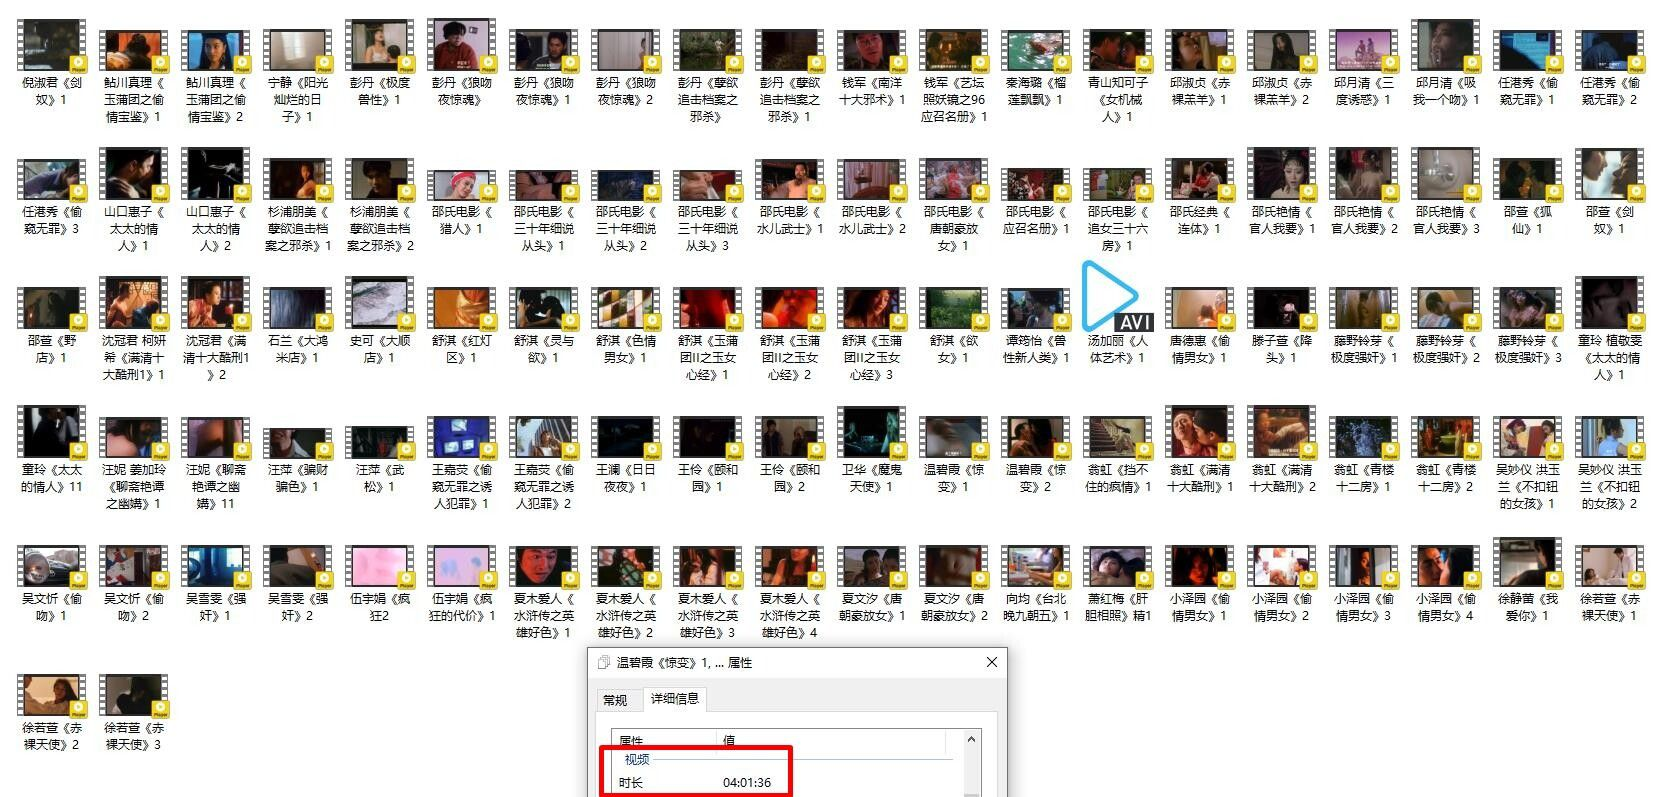 倪淑君《剑
奴》1
鲇川真理《
玉蒲团之偷
情宝鉴》1
鲇川真理《
玉蒲团之偷
情宝鉴》2
宁静《阳光
灿烂的日
子》1
彭丹《极度
兽性》1
彭丹《狼吻
夜惊魂》
彭丹《狼吻
夜惊魂》1
彭丹《狼吻
夜惊魂》2
彭丹《孽欲
追击档案之
邪杀》
彭丹《孽欲
追击档案之
邪杀》1
钱军《南洋
十大邪术》1
钱军《艺坛
照妖镜之96
应召名册》1
秦海璐《榴
莲飘飘》1
青山知可子
《女机械
人》1
邱淑贞《赤
裸羔羊》1
邱淑贞《赤
裸羔羊》2
邱月清《三
度诱惑》1
邱月清《吸
我一个吻》1
任港秀《偷
窥无罪》1
任港秀《偷
窥无罪》2
任港秀《偷
窥无罪》3
山口惠子《
太太的情
人》1
山口惠子《
太太的情
人》2
杉浦朋美《
孽欲追击档
案之邪杀》1
杉浦朋美《
孽欲追击档
案之邪杀》2
邵氏电影《
猎人》1
邵氏电影《
三十年细说
从头》1
邵氏电影《
三十年细说
从头》2
邵氏电影《
三十年细说
从头》3
邵氏电影《
水儿武士》1
邵氏电影《
水儿武士》2
邵氏电影《
唐朝豪放
女》1
邵氏电影《
应召名册》1
邵氏电影《
追女三十六
房》1
邵氏经典《
连体》1
邵氏艳情《
官人我要》1
邵氏艳情《
官人我要》2
邵氏艳情《
官人我要》3
邵萱《狐
仙》1
邵萱《剑
奴》1
邵萱《野
店》1
沈冠君 柯妍
希《满清十
大酷刑1》1
沈冠君《满
清十大酷刑1
》2
石兰《大鸿
米店》1
史可《大顺
店》1
舒淇《红灯
区》1
舒淇《灵与
欲》1
舒淇《色情
男女》1
舒淇《玉蒲
团II之玉女
心经》1
舒淇《玉蒲
团II之玉女
心经》2
舒淇《玉蒲
团II之玉女
心经》3
舒淇《欲
女》1
谭筠怡《兽
性新人类》1
AVI
汤加丽《人
体艺术》1
唐德惠《偷
情男女》1
滕子萱《降
头》1
藤野铃芽《
极度强奸》1
藤野铃芽《
极度强奸》2
藤野铃芽《
极度强奸》3
童玲 植敬雯
《太太的情
人》1
童玲《太太
的情人》11
汪妮 姜加玲
《聊斋艳谭
之幽媾》1
汪妮《聊斋
艳谭之幽
媾》11
汪萍《骗财
骗色》1
汪萍《武
松》1
王嘉荧《偷
窥无罪之诱
人犯罪》1
王嘉荧《偷
窥无罪之诱
人犯罪》2
王澜《日日
夜夜》1
王伶《颐和
园》1
王伶《颐和
园》2
卫华《魔鬼
天使》1
温碧霞《惊
变》1
温碧霞《惊
变》2
翁虹《挡不
住的疯情》1
翁虹《满清
十大酷刑》1
翁虹《满清
十大酷刑》2
翁虹《青楼
十二房》1
翁虹《青楼
十二房》2
吴妙仪 洪玉
兰《不扣钮
的女孩》1
吴妙仪 洪玉
兰《不扣钮
的女孩》2
吴文忻《偷
吻》1
吴文忻《偷
吻》2
吴雪雯《强
奸》1
吴雪雯《强
奸》2
伍宇娟《疯
狂2
伍宇娟《疯
狂的代价》1
夏木爱人《
水浒传之英
雄好色》1
夏木爱人《
水浒传之英
雄好色》2
夏木爱人《
水浒传之英
雄好色》3
夏木爱人《
水浒传之英
雄好色》4
夏文汐《唐
朝豪放女》1
夏文汐《唐
朝豪放女》2
向均《台北
晚九朝五》1
萧红梅《肝
胆相照》精1
小泽园《偷
情男女》1
小泽园《偷
情男女》2
小泽园《偷
情男女》3
小泽园《偷
情男女》4
徐静蕾《我
爱你》1
徐若萱《赤
裸天使》1
徐若萱《赤
裸天使》2
徐若萱《赤
裸天使》3
温碧霞《惊变》1, ... 属性
常规 详细信息
属性 值
视频
时长 04:01:36